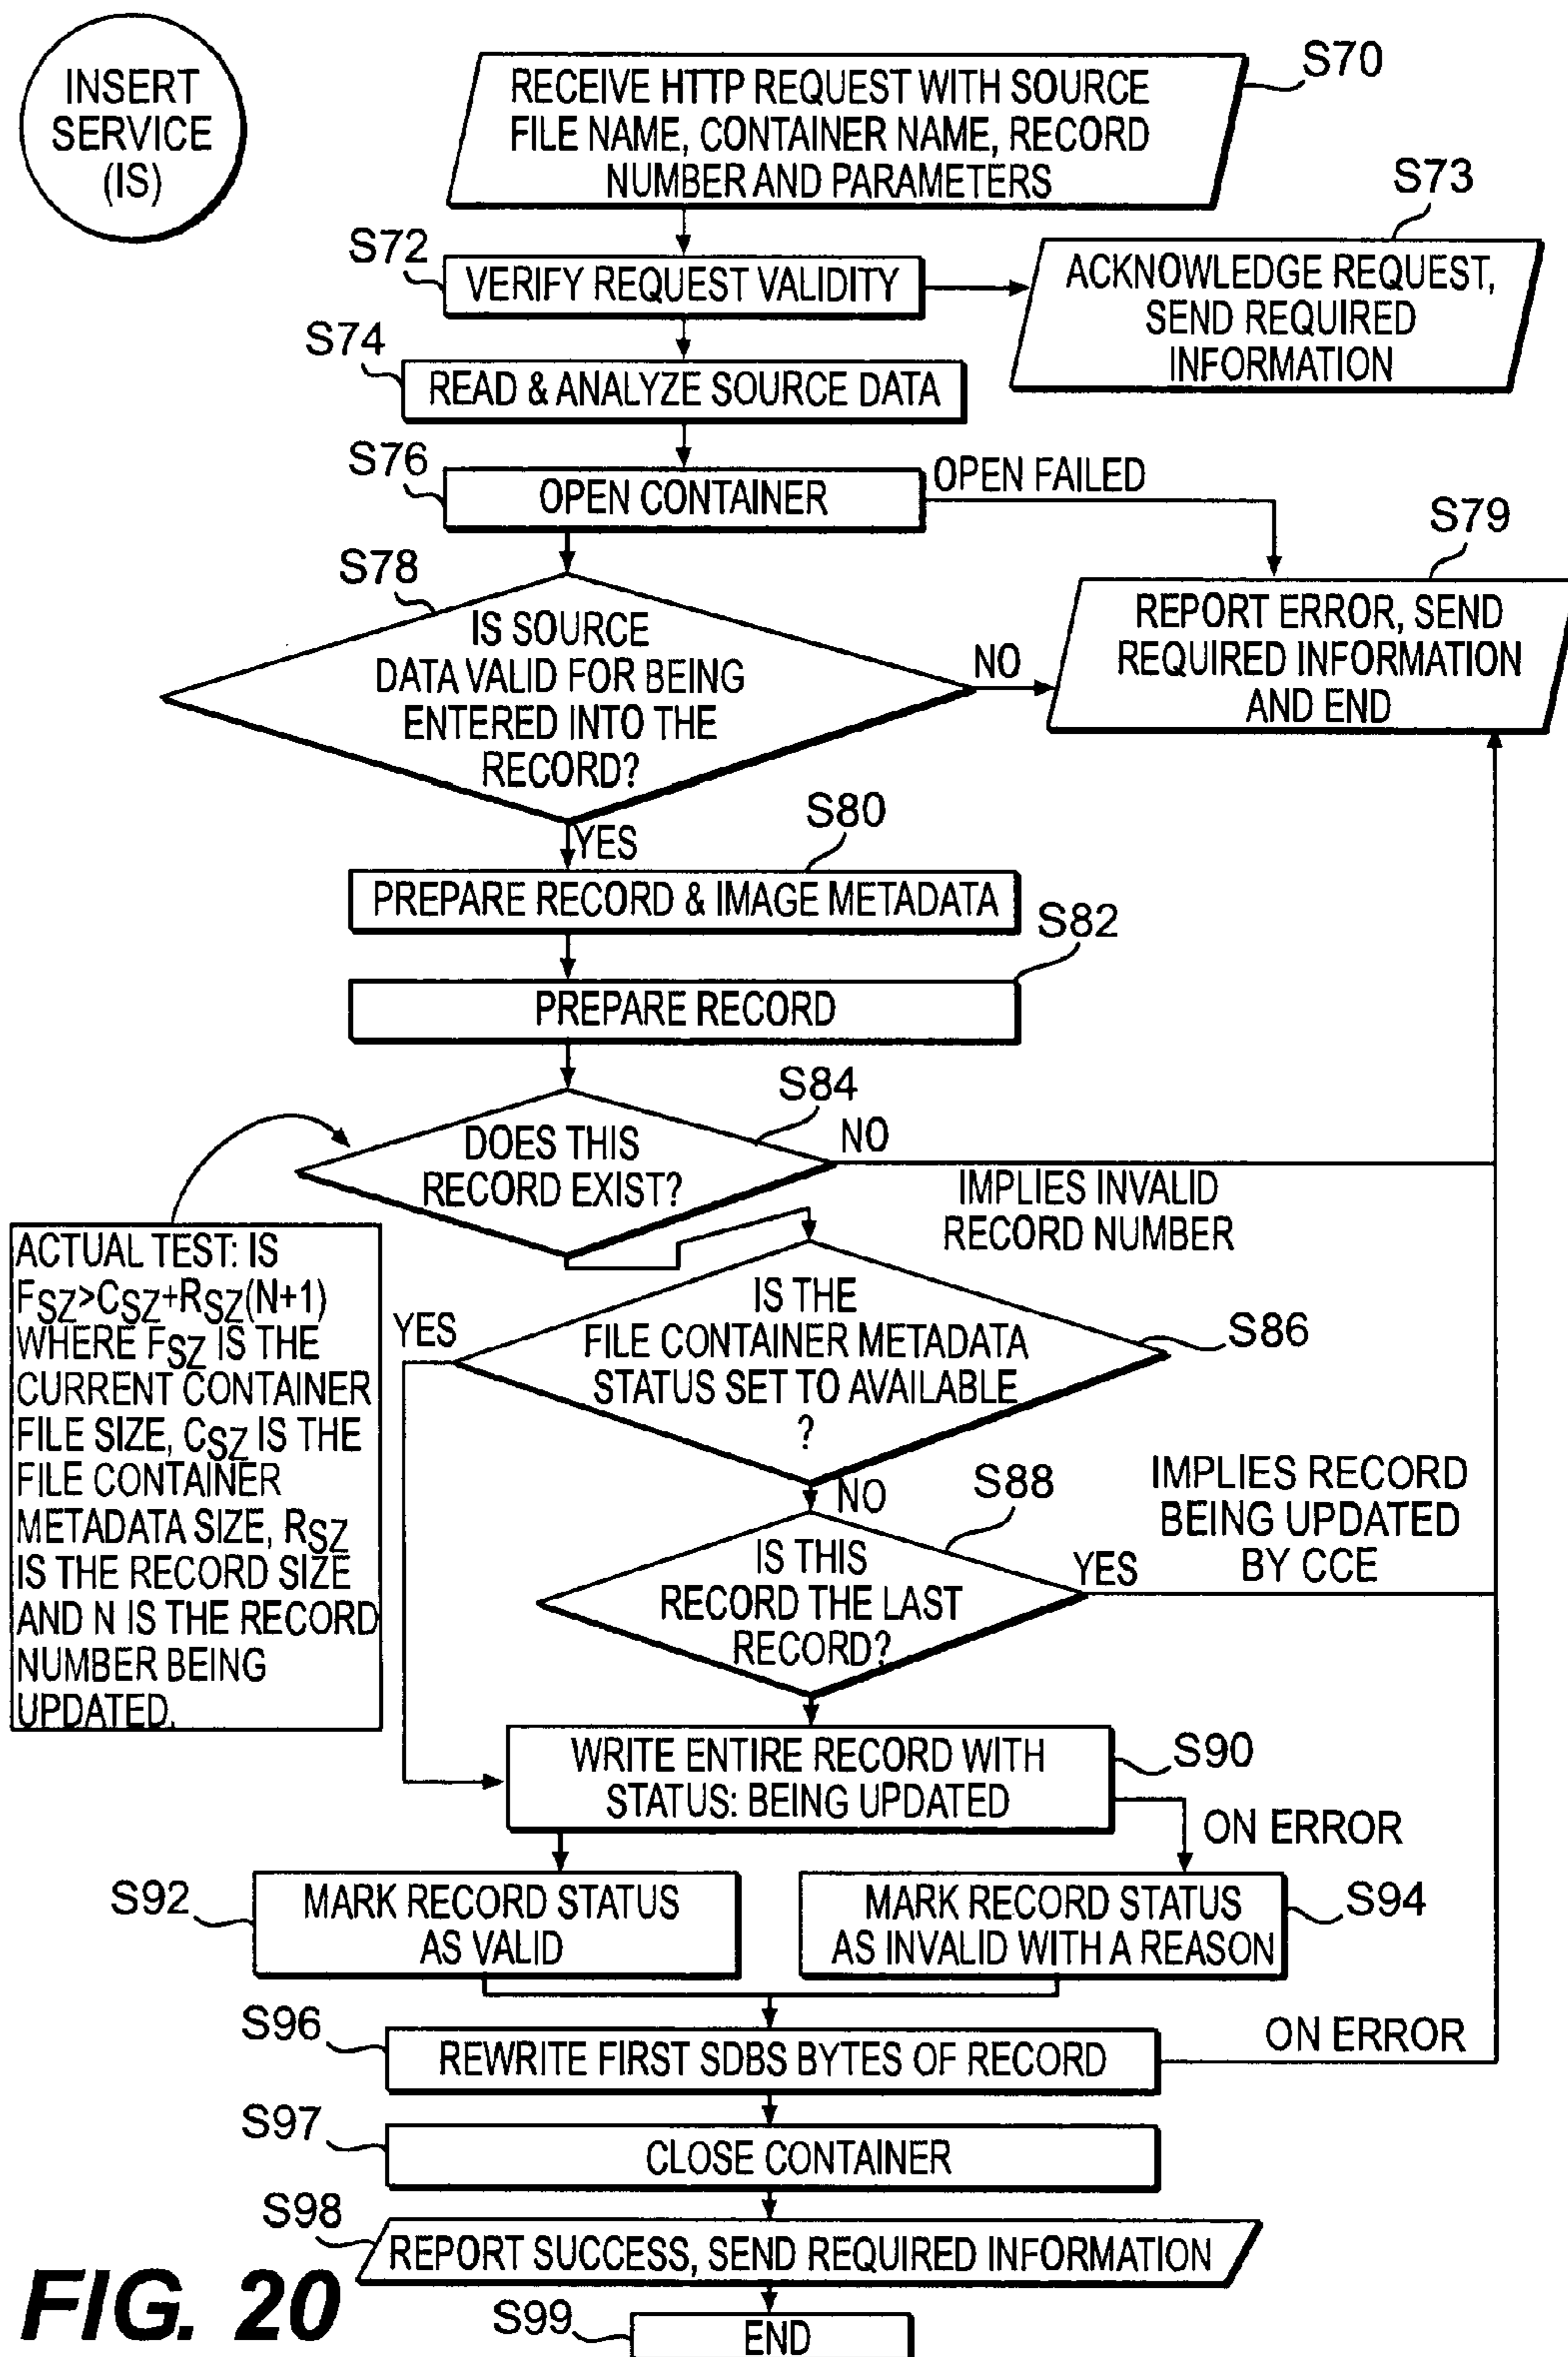 INSERT
SERVICE
(IS)
RECEIVE HTTP REQUEST WITH SOURCE
FILE NAME, CONTAINER NAME, RECORD
NUMBER AND PARAMETERS
S70
S72
VERIFY REQUEST VALIDITY
S73
ACKNOWLEDGE REQUEST,
SEND REQUIRED
INFORMATION
S74
READ & ANALYZE SOURCE DATA
S76
OPEN CONTAINER
OPEN FAILED
S79
REPORT ERROR, SEND
REQUIRED INFORMATION
AND END
S78
IS SOURCE
DATA VALID FOR BEING
ENTERED INTO THE
RECORD?
NO
YES
S80
PREPARE RECORD & IMAGE METADATA
S82
PREPARE RECORD
S84
DOES THIS
RECORD EXIST?
NO
IMPLIES INVALID
RECORD NUMBER
ACTUAL TEST: IS
FSZ>CSZ+RSZ(N+1)
WHERE FSZ IS THE
CURRENT CONTAINER
FILE SIZE, CSZ IS THE
FILE CONTAINER
METADATA SIZE, RSZ
IS THE RECORD SIZE
AND N IS THE RECORD
NUMBER BEING
UPDATED.
YES
IS THE
FILE CONTAINER METADATA
STATUS SET TO AVAILABLE
?
S86
NO
S88
IS THIS
RECORD THE LAST
RECORD?
YES
IMPLIES RECORD
BEING UPDATED
BY CCE
WRITE ENTIRE RECORD WITH
STATUS: BEING UPDATED
S90
ON ERROR
S92
MARK RECORD STATUS
AS VALID
MARK RECORD STATUS
AS INVALID WITH A REASON
S94
S96
REWRITE FIRST SDBS BYTES OF RECORD
ON ERROR
S97
CLOSE CONTAINER
S98
REPORT SUCCESS, SEND REQUIRED INFORMATION
S99
END
FIG. 20